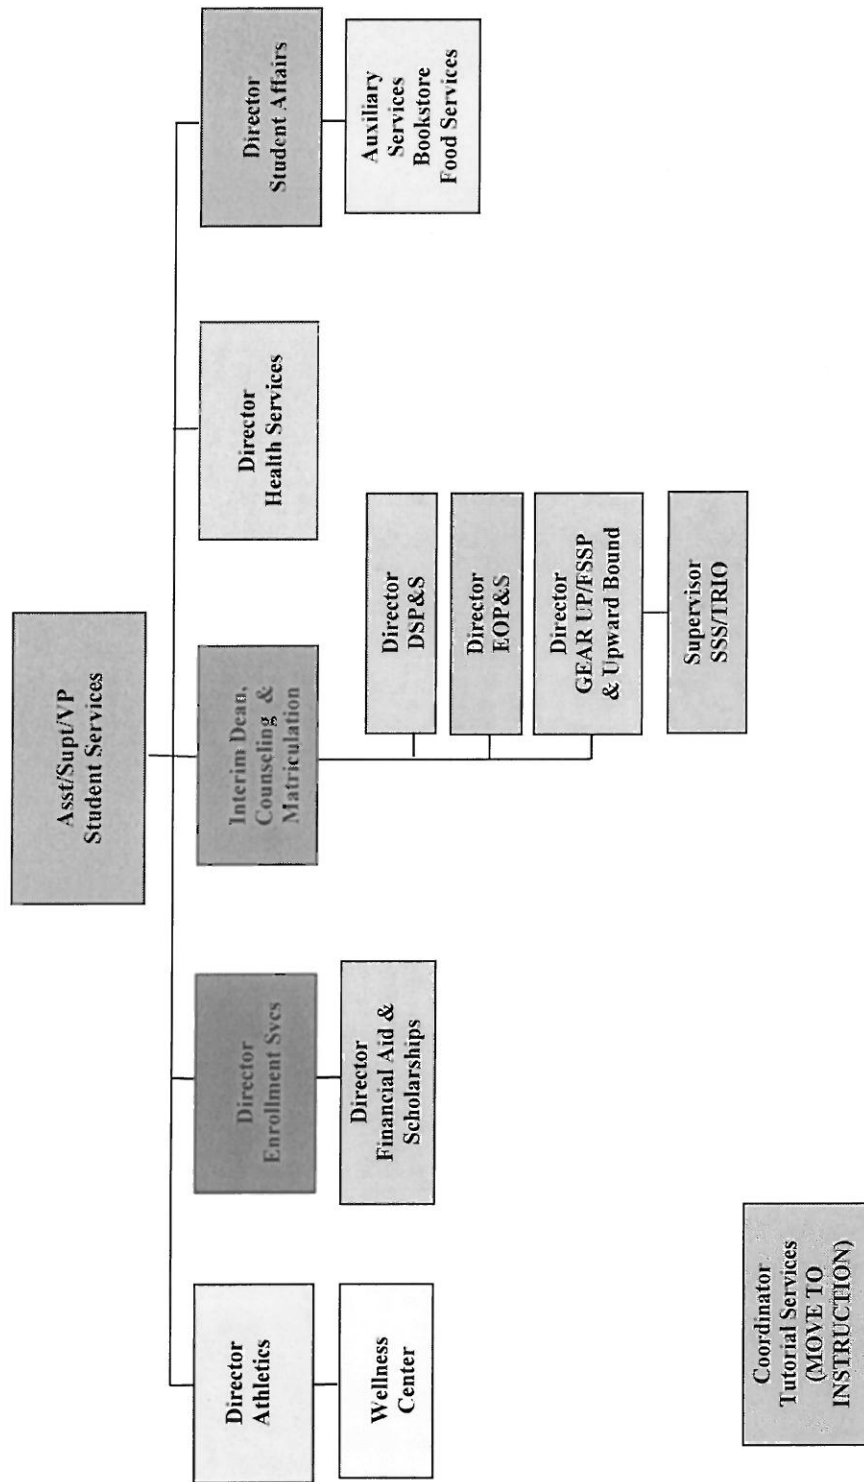 Asst/Supt/VP
Student Services
Director
Athletics
Director
Enrollment Svcs
Interim Dean,
Counseling &
Matriculation
Director
Health Services
Director
Student Affairs
Wellness
Center
Director
Financial Aid &
Scholarships
Director
DSP&S
Director
EOP&S
Director
GEAR UP/FSSP
& Upward Bound
Supervisor
SSS/TRIO
Auxiliary
Services
Bookstore
Food Services
Coordinator
Tutorial Services
(MOVE TO
INSTRUCTION)